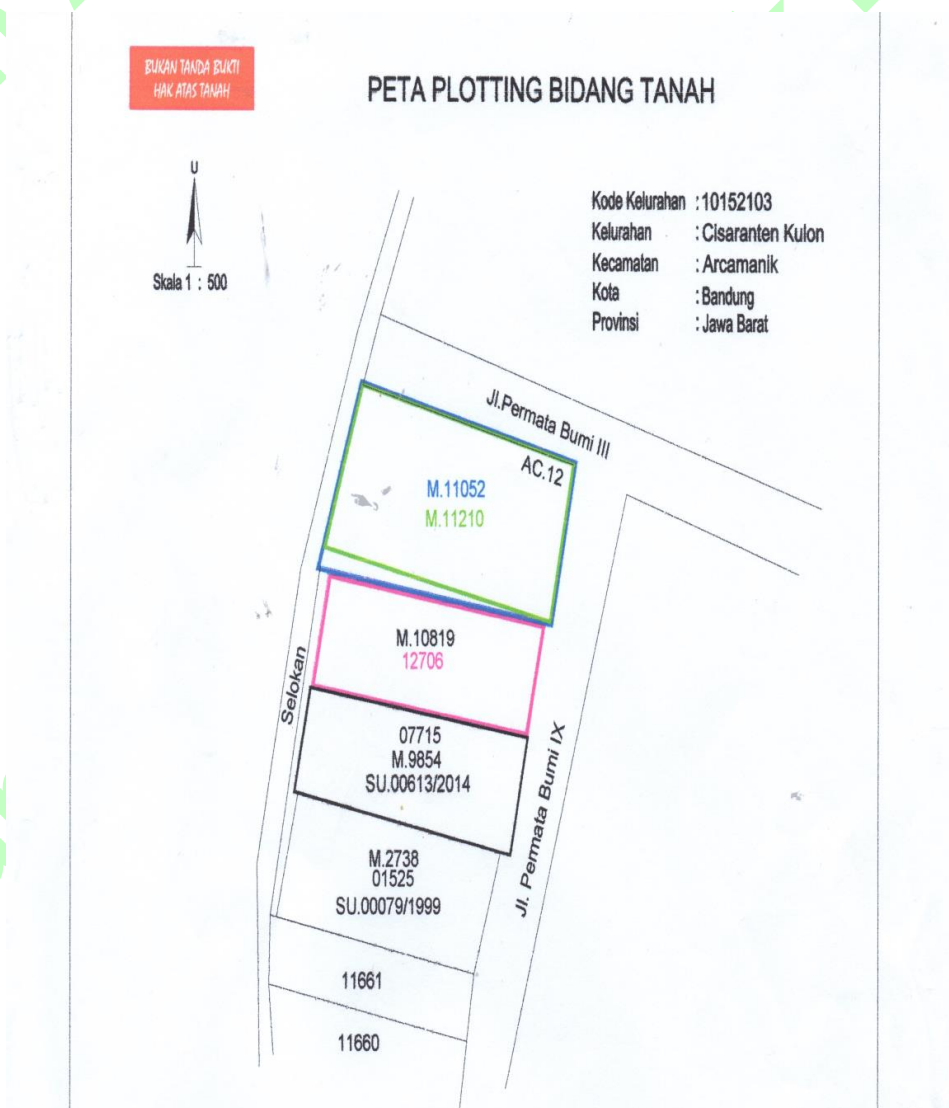 BUKAN TANDA BUKTI
HAK ATAS TANAH
PETA PLOTTING BIDANG TANAH
U
Skala 1 : 500
Kode Kelurahan : 10152103
Kelurahan : Cisaranten Kulon
Kecamatan : Arcamanik
Kota : Bandung
Provinsi : Jawa Barat
Jl.Permata Bumi III
AC.12
M.11052
M.11210
M.10819
12706
Selokan
07715
M.9854
SU.00613/2014
Jl. Permata Bumi IX
M.2738
01525
SU.00079/1999
11661
11660